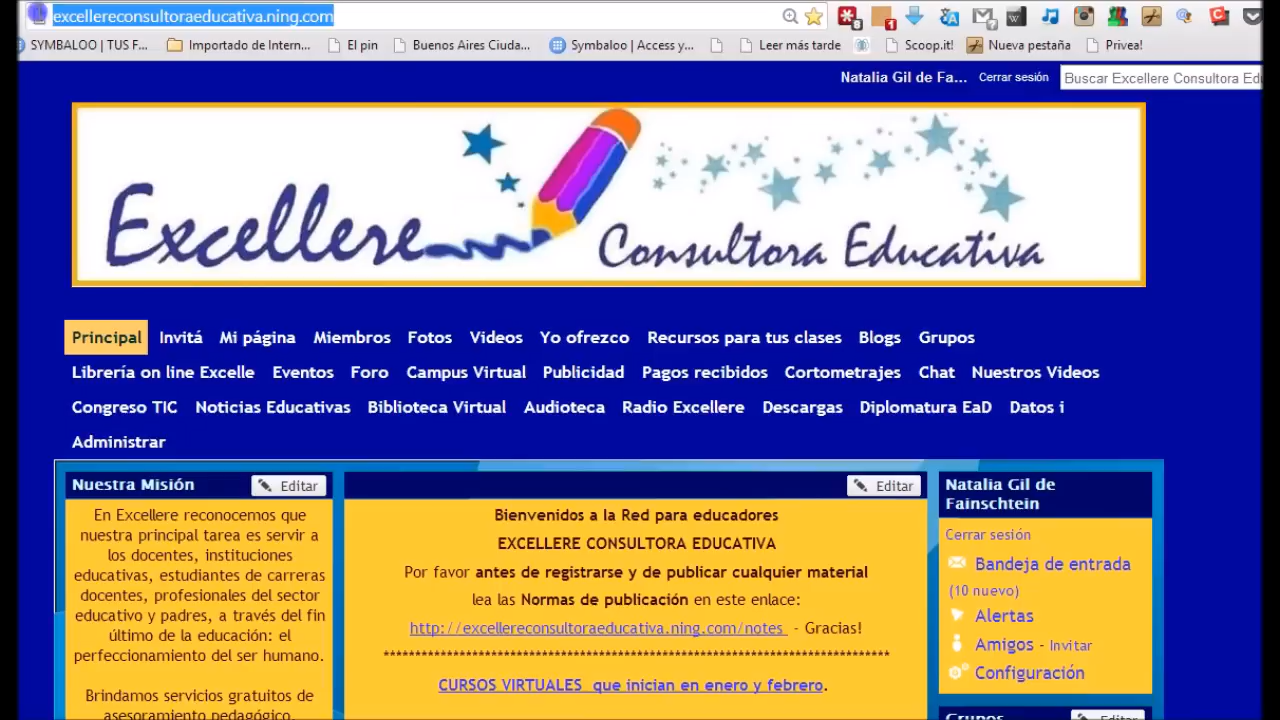 excellereconsultoraeducativa.ning.com
SYMBALOO | TUS F...
Importado de Intern...
El pin
Buenos Aires Ciuda...
Symbaloo | Access y...
Leer más tarde
Scoop.it!
Nueva pestaña
Privea!
Natalia Gil de Fa...
Cerrar sesión
Buscar Excellere Consultora Edu
Excellere Consultora Educativa
Principal Invitá Mi página Miembros Fotos Videos Yo ofrezco Recursos para tus clases Blogs Grupos
Librería on line Excelle Eventos Foro Campus Virtual Publicidad Pagos recibidos Cortometrajes Chat Nuestros Videos
Congreso TIC Noticias Educativas Biblioteca Virtual Audioteca Radio Excellere Descargas Diplomatura EaD Datos i
Administrar
Nuestra Misión
Editar
En Excellere reconocemos que
nuestra principal tarea es servir a
los docentes, instituciones
educativas, estudiantes de carreras
docentes, profesionales del sector
educativo y padres, a través del fin
último de la educación: el
perfeccionamiento del ser humano.
Brindamos servicios gratuitos de
asesoramiento pedagógico,
Editar
Bienvenidos a la Red para educadores
EXCELLERE CONSULTORA EDUCATIVA
Por favor antes de registrarse y de publicar cualquier material
lea las Normas de publicación en este enlace:
http://excellereconsultoraeducativa.ning.com/notes - Gracias!
********************************************************************************
CURSOS VIRTUALES que inician en enero y febrero.
Natalia Gil de
Fainschtein
Cerrar sesión
Bandeja de entrada
(10 nuevo)
Alertas
Amigos - Invitar
Configuración
Grupos
Editar